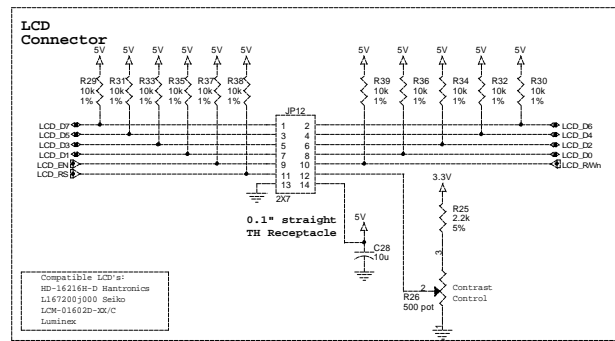 LCD
Connector
5V 5V 5V 5V 5V 5V 5V 5V 5V 5V 5V
R29 R31 R33 R35 R37 R38 R39 R36 R34 R32 R30
10k 10k 10k 10k 10k 10k 10k 10k 10k 10k 10k
1% 1% 1% 1% 1% 1% 1% 1% 1% 1% 1%
JP12
LCD_D7 1 2 LCD_D6
LCD_D5 3 4 LCD_D4
LCD_D3 5 6 LCD_D2
LCD_D1 7 8 LCD_D0
LCD_EN 9 10 LCD_RWn
LCD_RS 11 12
13 14
2X7
3.3V
R25
2.2k
5%
0.1" straight
TH Receptacle
5V
C28
10u
3
2
1
R26
500 pot
Contrast
Control
Compatible LCD's:
HD-16216H-D Hantronics
L167200j000 Seiko
LCM-01602D-XX/C
Luminex